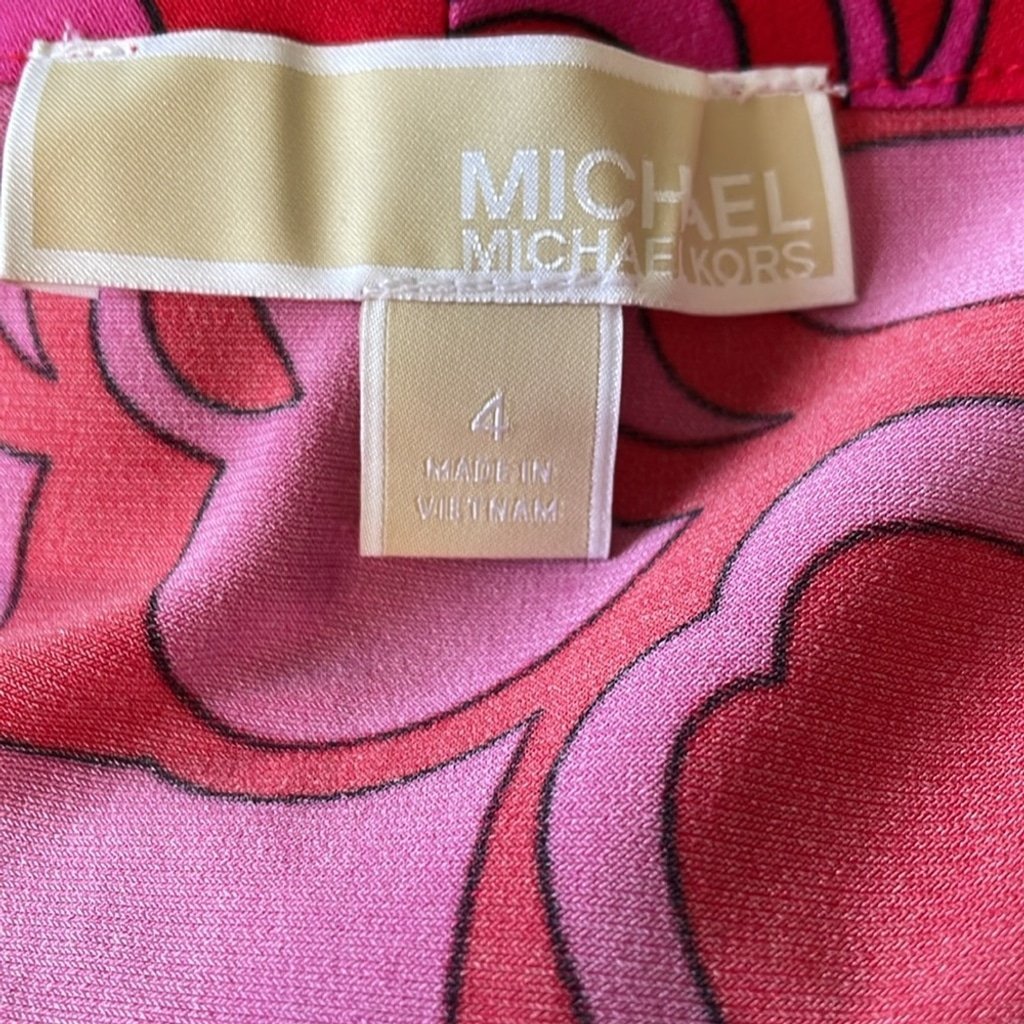 MICHAEL
MICHAEL KORS
4
MADE IN
VIETNAM